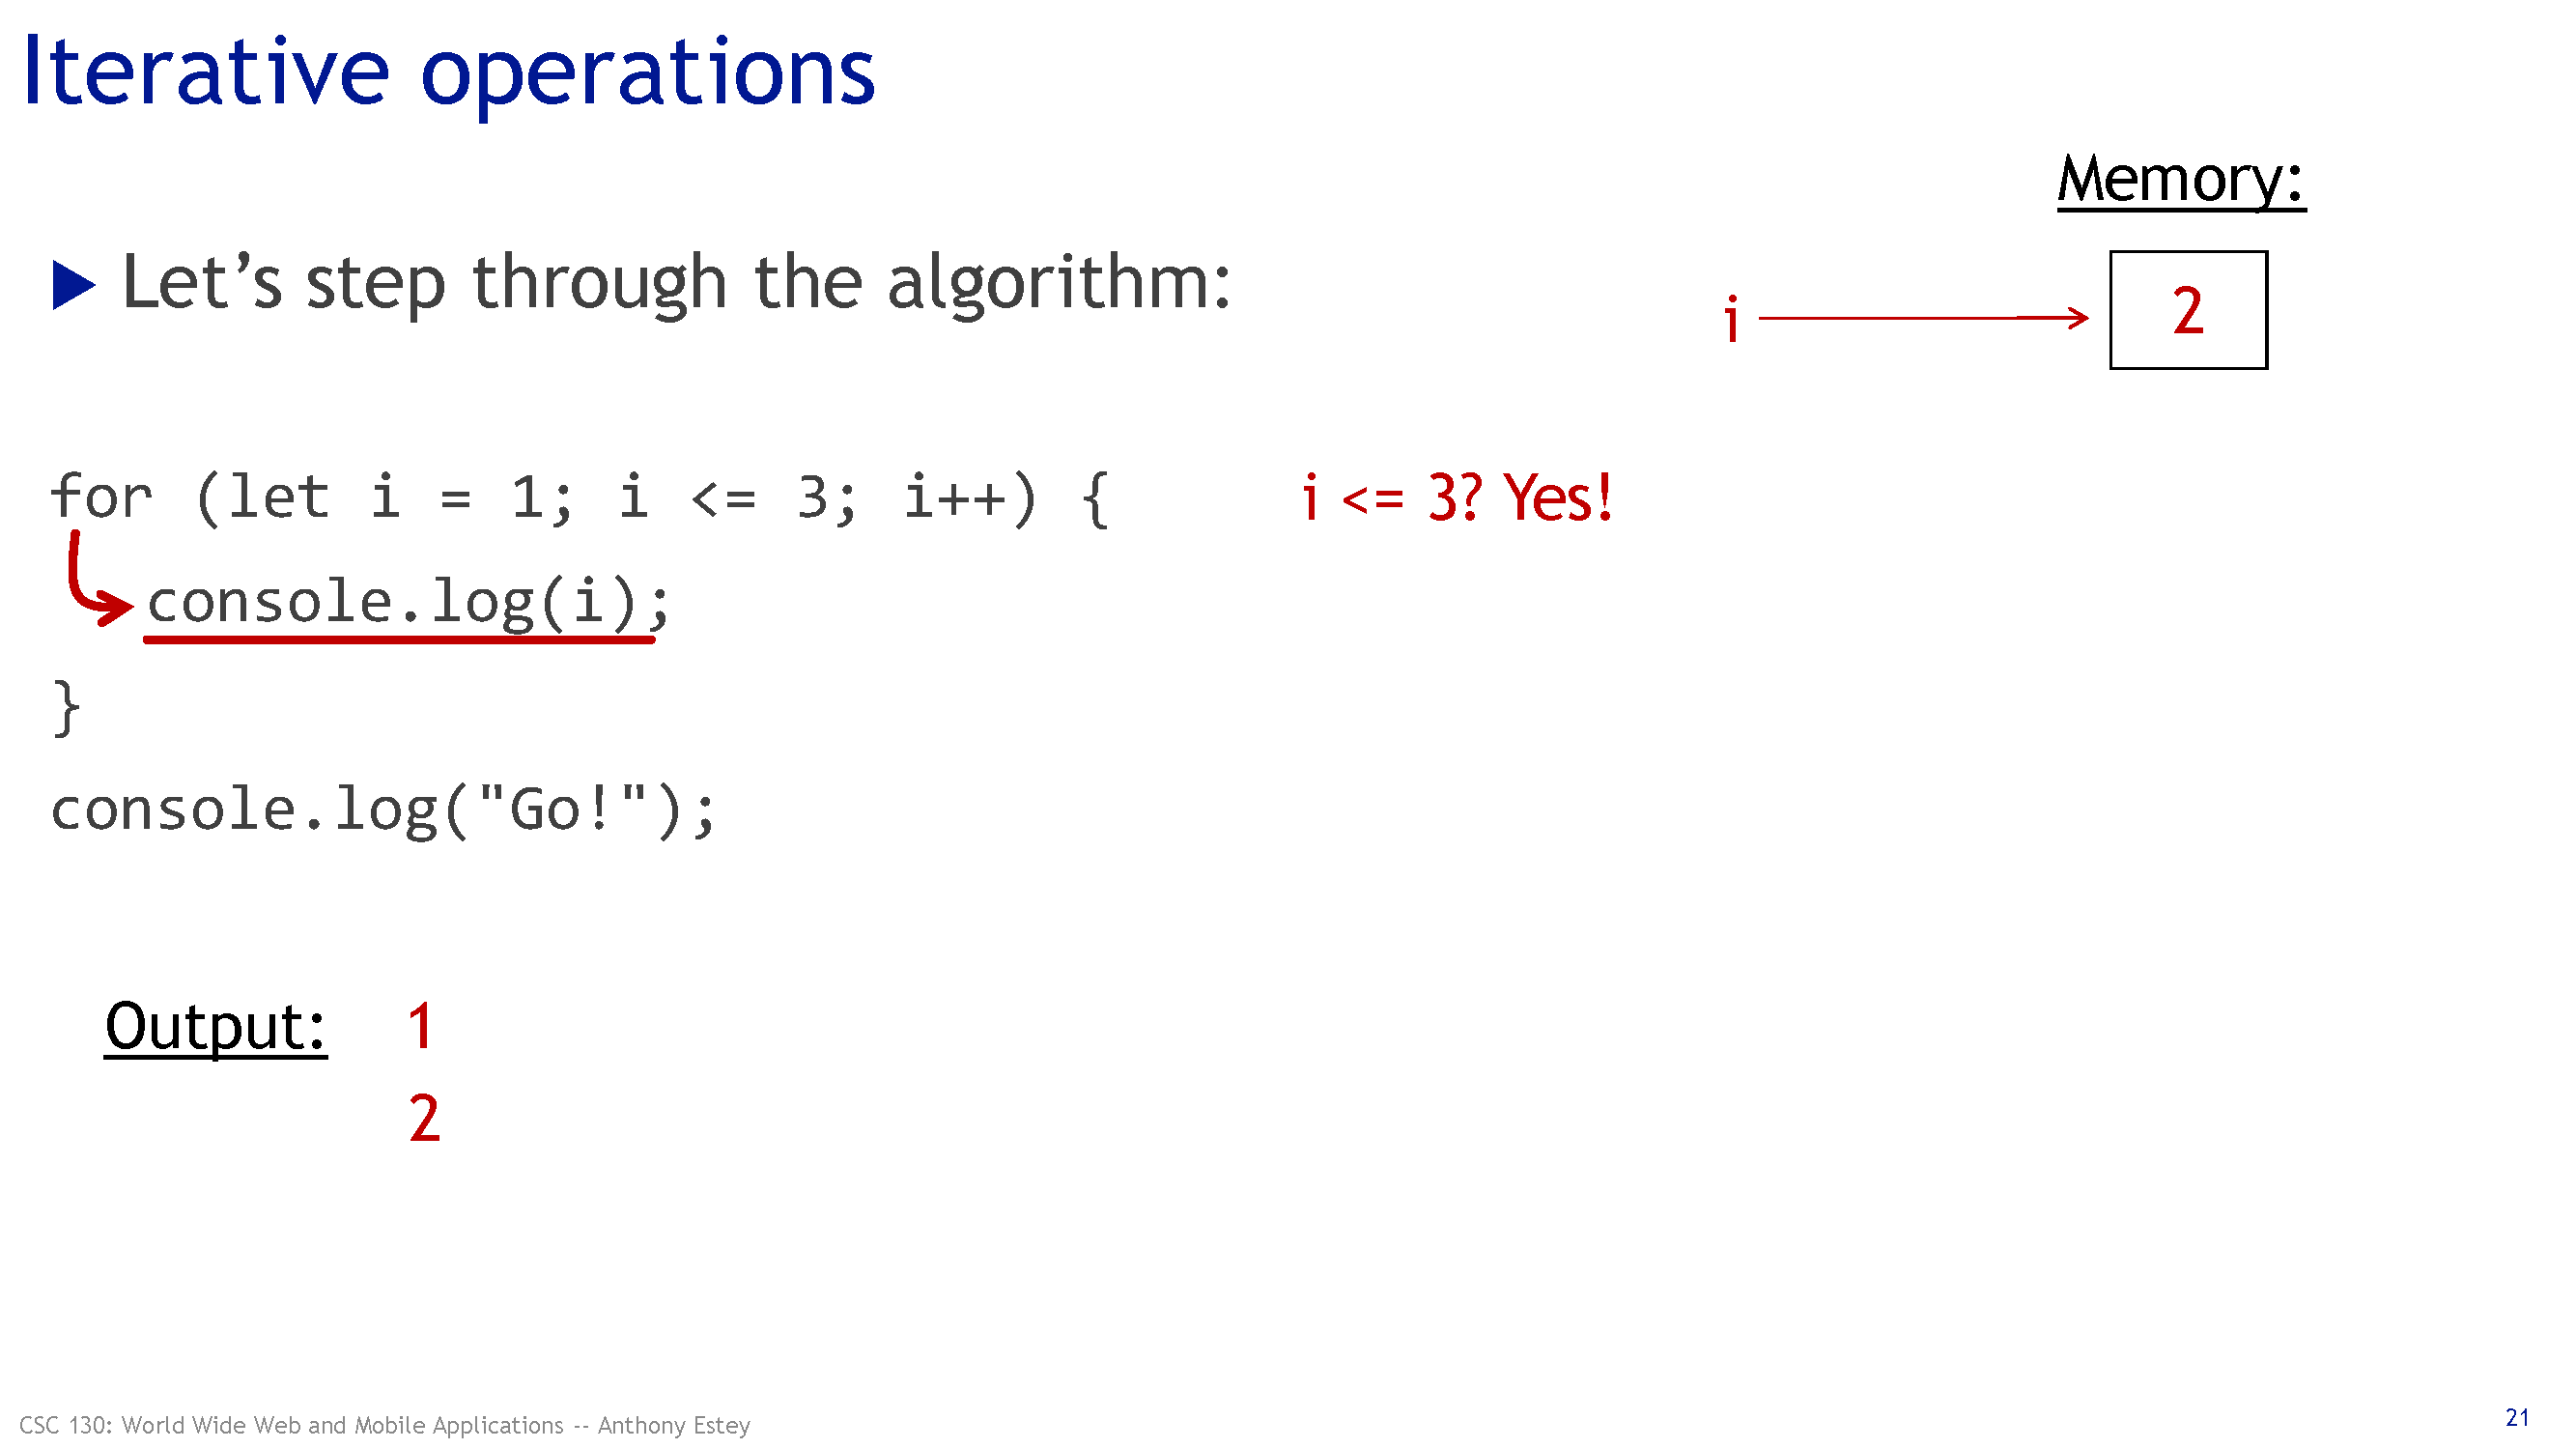 Iterative operations
Memory:
Let’s step through the algorithm:
i 2
for (let i = 1; i <= 3; i++) { i <= 3? Yes!
console.log(i);
}
console.log("Go!");
Output: 1
2
CSC 130: World Wide Web and Mobile Applications -- Anthony Estey
21